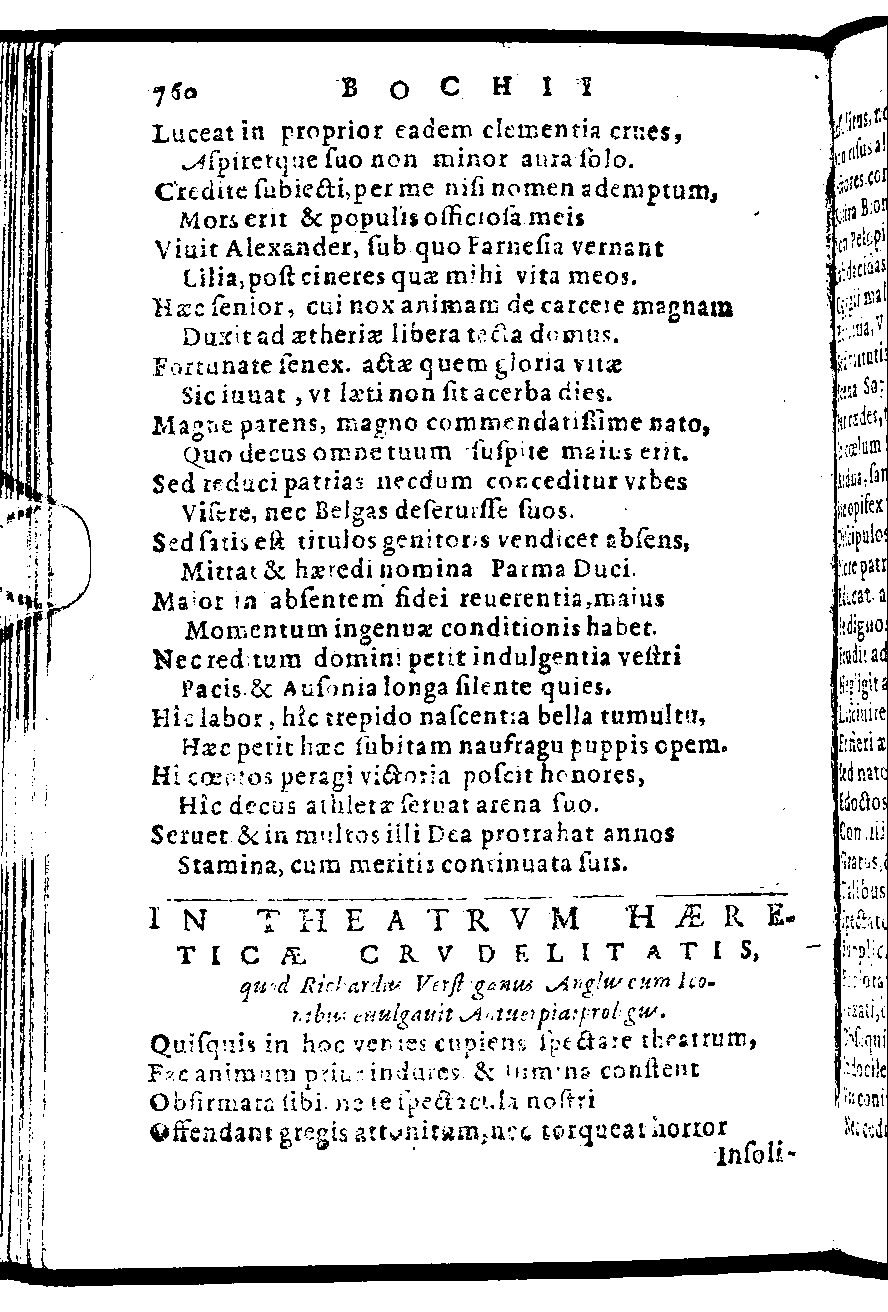 760 BOCHII
Luceat in proprior eadem clementia crues,
Aſpiretque ſuo non minor aura ſolo.
Credite ſubiecti, per me niſi nomen ademptum,
Mors erit & populis officioſa meis
Viuit Alexander, ſub quo Farneſia vernant
Lilia, poſt cineres quæ mihi vita meos.
Hæc ſenior, cui nox animam de carcere magnam
Duxit ad ætheriæ libera tecta domus.
Fortunate ſenex. actæ quem gloria vitæ
Sic iuuat, vt læti non ſit acerba dies.
Magne parens, magno commendatiſſime nato,
Quo decus omne tuum ſuſpite maius erit.
Sed reduci patrias necdum conceditur vrbes
Viſere, nec Belgas deſeruiſſe ſuos.
Sed ſatis eſt titulos genitoris vendicet abſens,
Mittat & hæredi nomina Parma Duci.
Maior in abſentem fidei reuerentia, maius
Momentum ingenuæ conditionis habet.
Nec reditum domini petit indulgentia veſtri
Pacis & Auſonia longa ſilente quies.
Hic labor, hîc trepido naſcentia bella tumultu,
Hæc petit hæc ſubitam naufragu puppis opem.
Hi cœptos peragi victoria poſcit honores,
Hîc decus athletæ ſeruat arena ſuo.
Seruet & in multos illi Dea protrahat annos
Stamina, cum meritis continuata ſuis.
IN THEATRVM HÆRE-
TICÆ CRVDELITATIS,
quod Richardus Verſteganus Anglus cum Ico-
nibus euulgauit Antuerpiæ: prologus.
Quiſquis in hoc venies cupiens ſpectare theatrum,
Fac animum prius indures & lumina conſtent
Obfirmata ſibi, ne te ſpectacula noſtri
Offendant gregis attonitum, nec torqueat horror
Inſoli-